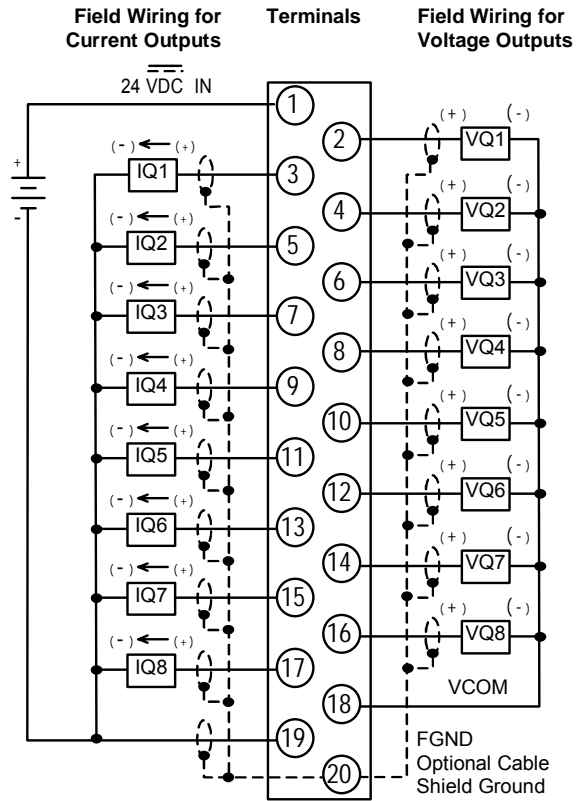 Field Wiring for Current Outputs
Terminals
Field Wiring for Voltage Outputs
24 VDC IN
1
2
(+) (-)
VQ1
+
-
(-) (+)
IQ1
3
4
(+) (-)
VQ2
(-) (+)
IQ2
5
6
(+) (-)
VQ3
(-) (+)
IQ3
7
8
(+) (-)
VQ4
(-) (+)
IQ4
9
10
(+) (-)
VQ5
(-) (+)
IQ5
11
12
(+) (-)
VQ6
(-) (+)
IQ6
13
14
(+) (-)
VQ7
(-) (+)
IQ7
15
16
(+) (-)
VQ8
(-) (+)
IQ8
17
18
VCOM
19
20
FGND
Optional Cable
Shield Ground